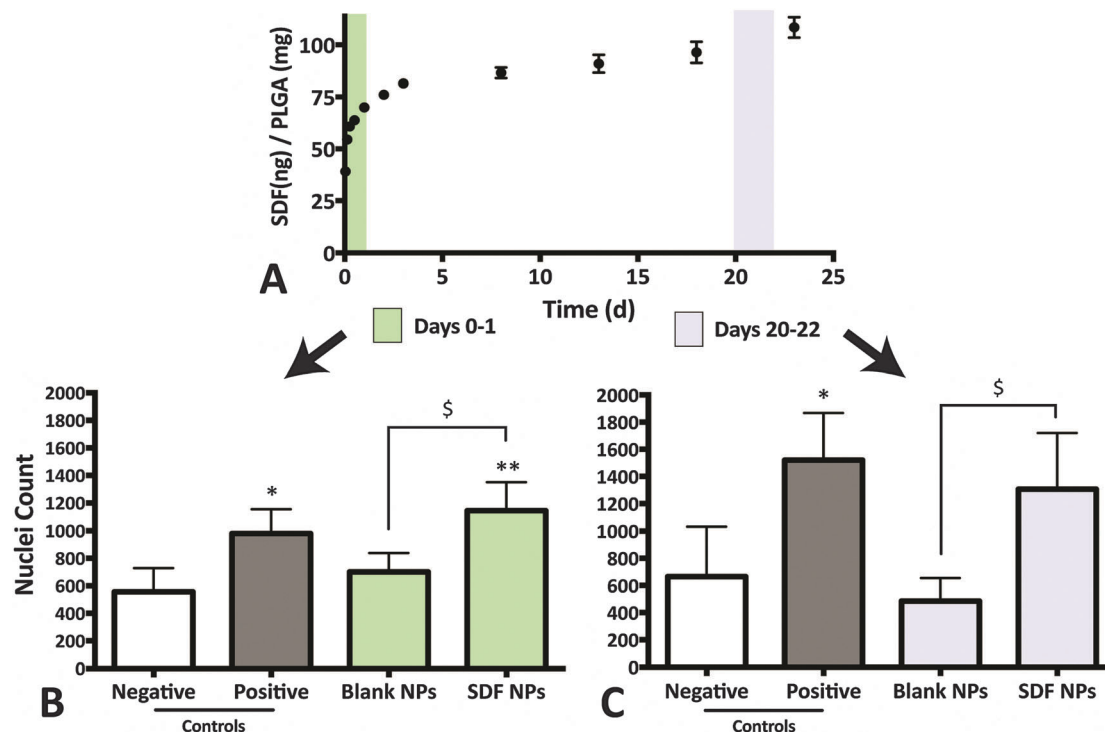 SDF(ng) / PLGA (mg)
100
75
50
25
0
0 5 10 15 20 25
Time (d)
A
Days 0-1
Days 20-22
Nuclei Count
2000
1800
1600
1400
1200
1000
800
600
400
200
0
*
$
**
Negative Positive Blank NPs SDF NPs
Controls
B
2000
1800
1600
1400
1200
1000
800
600
400
200
0
*
$
Negative Positive Blank NPs SDF NPs
Controls
C